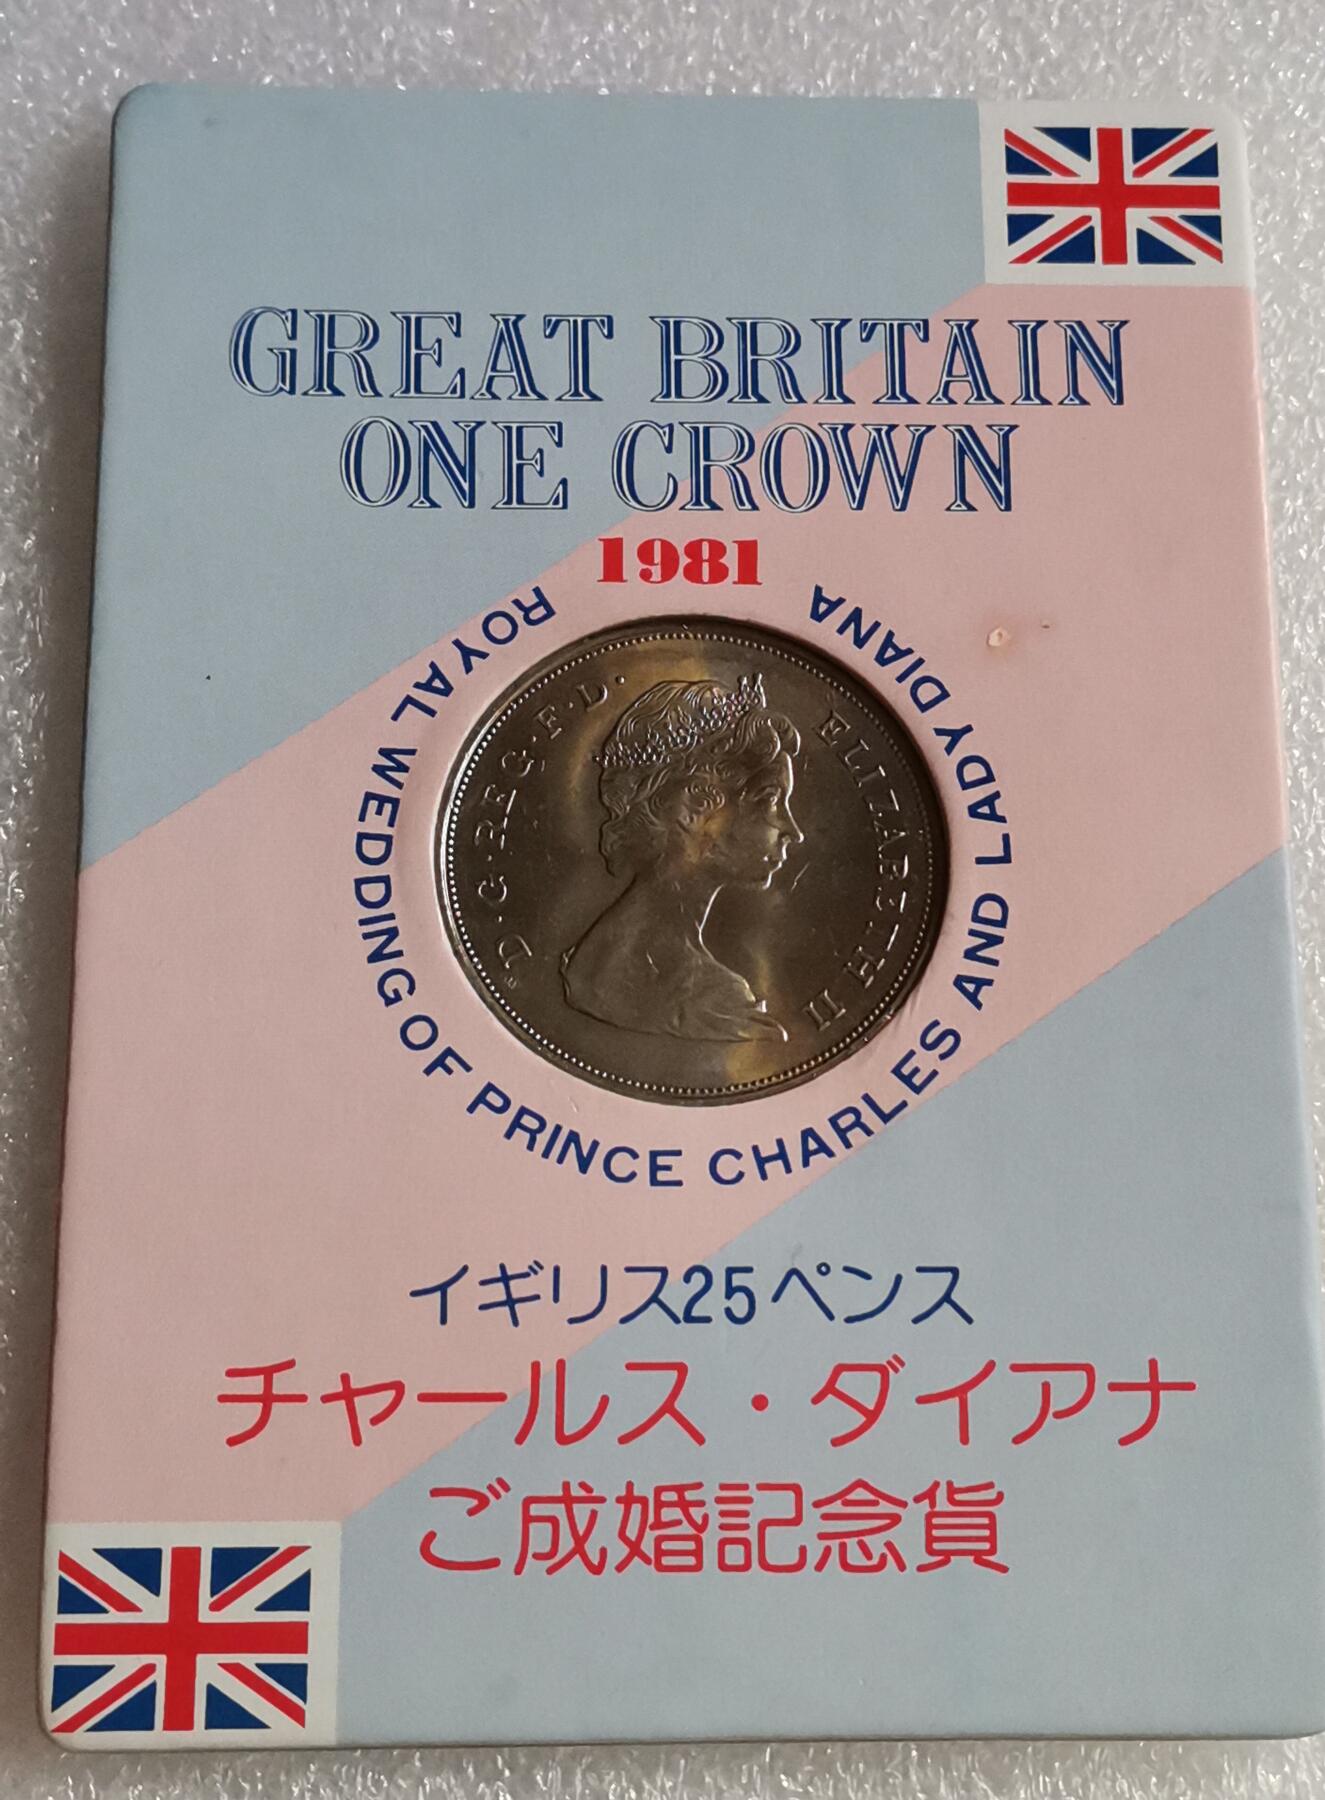 GREAT BRITAIN
ONE CROWN
1981
ROYAL WEDDING OF PRINCE CHARLES AND LADY DIANA
D·G·REG·F·D· ELIZABETH II
イギリス25ペンス
チャールス・ダイアナ
ご成婚記念貨